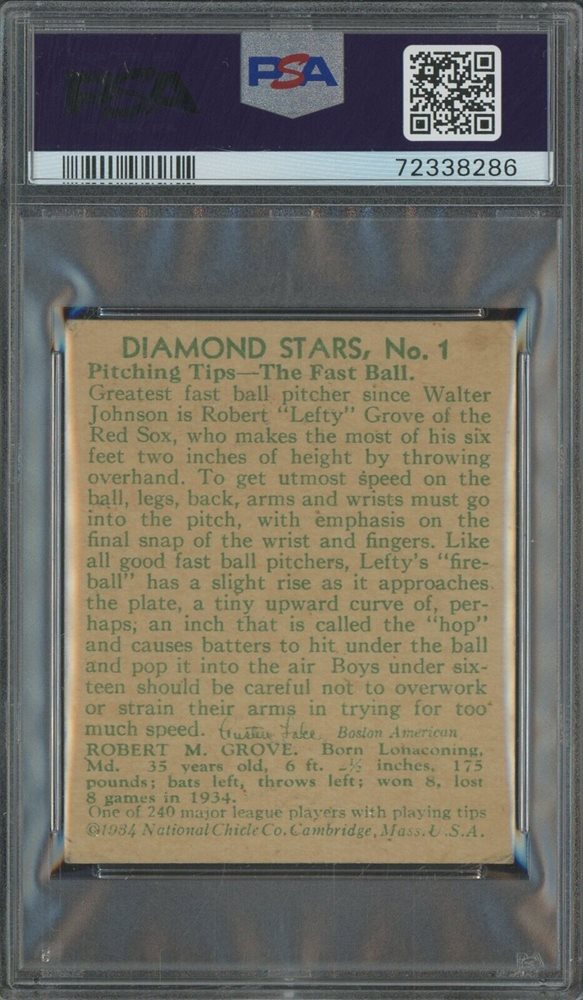 PSA
PSA
72338286
DIAMOND STARS, No. 1
Pitching Tips—The Fast Ball.
Greatest fast ball pitcher since Walter
Johnson is Robert "Lefty" Grove of the
Red Sox, who makes the most of his six
feet two inches of height by throwing
overhand. To get utmost speed on the
ball, legs, back, arms and wrists must go
into the pitch, with emphasis on the
final snap of the wrist and fingers. Like
all good fast ball pitchers, Lefty's "fire-
ball" has a slight rise as it approaches
the plate, a tiny upward curve of, per-
haps, an inch that is called the "hop"
and causes batters to hit under the ball
and pop it into the air Boys under six-
teen should be careful not to overwork
or strain their arms in trying for too
much speed. Boston American
ROBERT M. GROVE. Born Lonaconing,
Md. 35 years old, 6 ft. inches, 175
pounds; bats left, throws left; won 8, lost
8 games in 1934.
One of 240 major league players with playing tips
©1934 National Chicle Co. Cambridge, Mass. U.S.A.